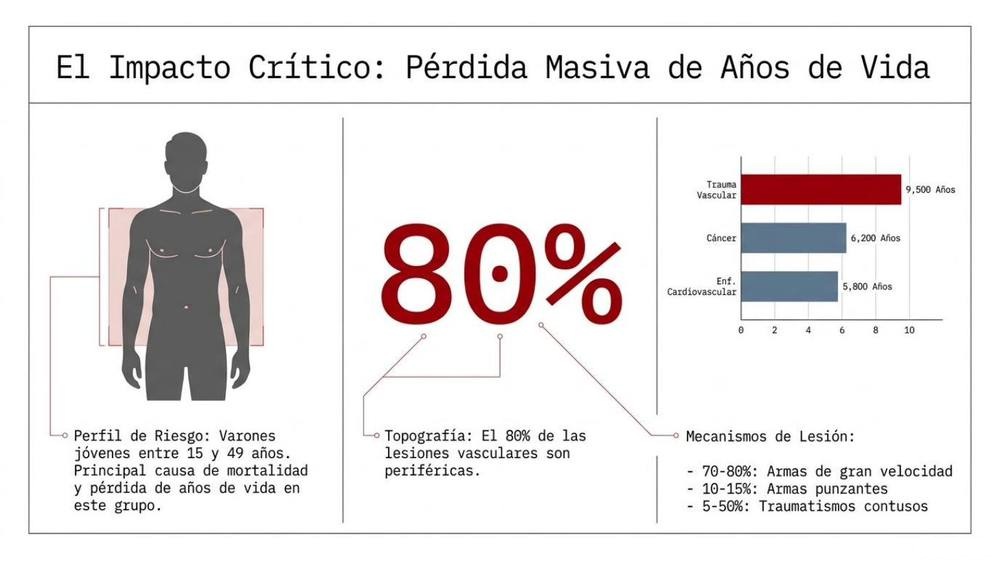 El Impacto Crítico: Pérdida Masiva de Años de Vida
Perfil de Riesgo: Varones
jóvenes entre 15 y 49 años.
Principal causa de mortalidad
y pérdida de años de vida en
este grupo.
80%
Topografía: El 80% de las
lesiones vasculares son
periféricas.
Trauma
Vascular
9,500 Años
Cáncer
6,200 Años
Enf.
Cardiovascular
5,800 Años
0 2 4 6 8 10
Mecanismos de Lesión:
- 70-80%: Armas de gran velocidad
- 10-15%: Armas punzantes
- 5-50%: Traumatismos contusos